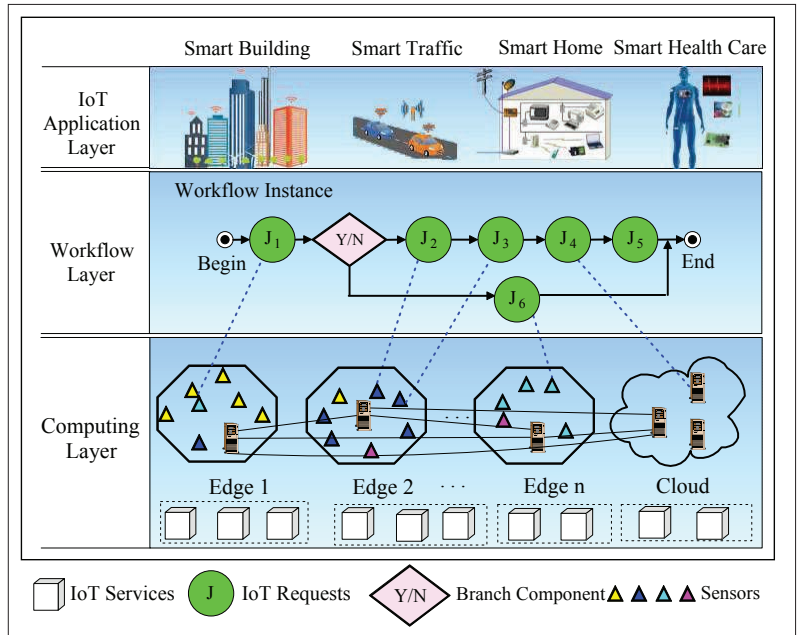 Smart Building Smart Traffic Smart Home Smart Health Care
IoT
Application
Layer
Workflow Instance
Workflow
Layer
Begin
J1
Y/N
J2
J3
J4
J5
End
J6
Computing
Layer
. . .
Edge 1 Edge 2 . . . Edge n Cloud
IoT Services
J
IoT Requests
Y/N
Branch Component
Sensors